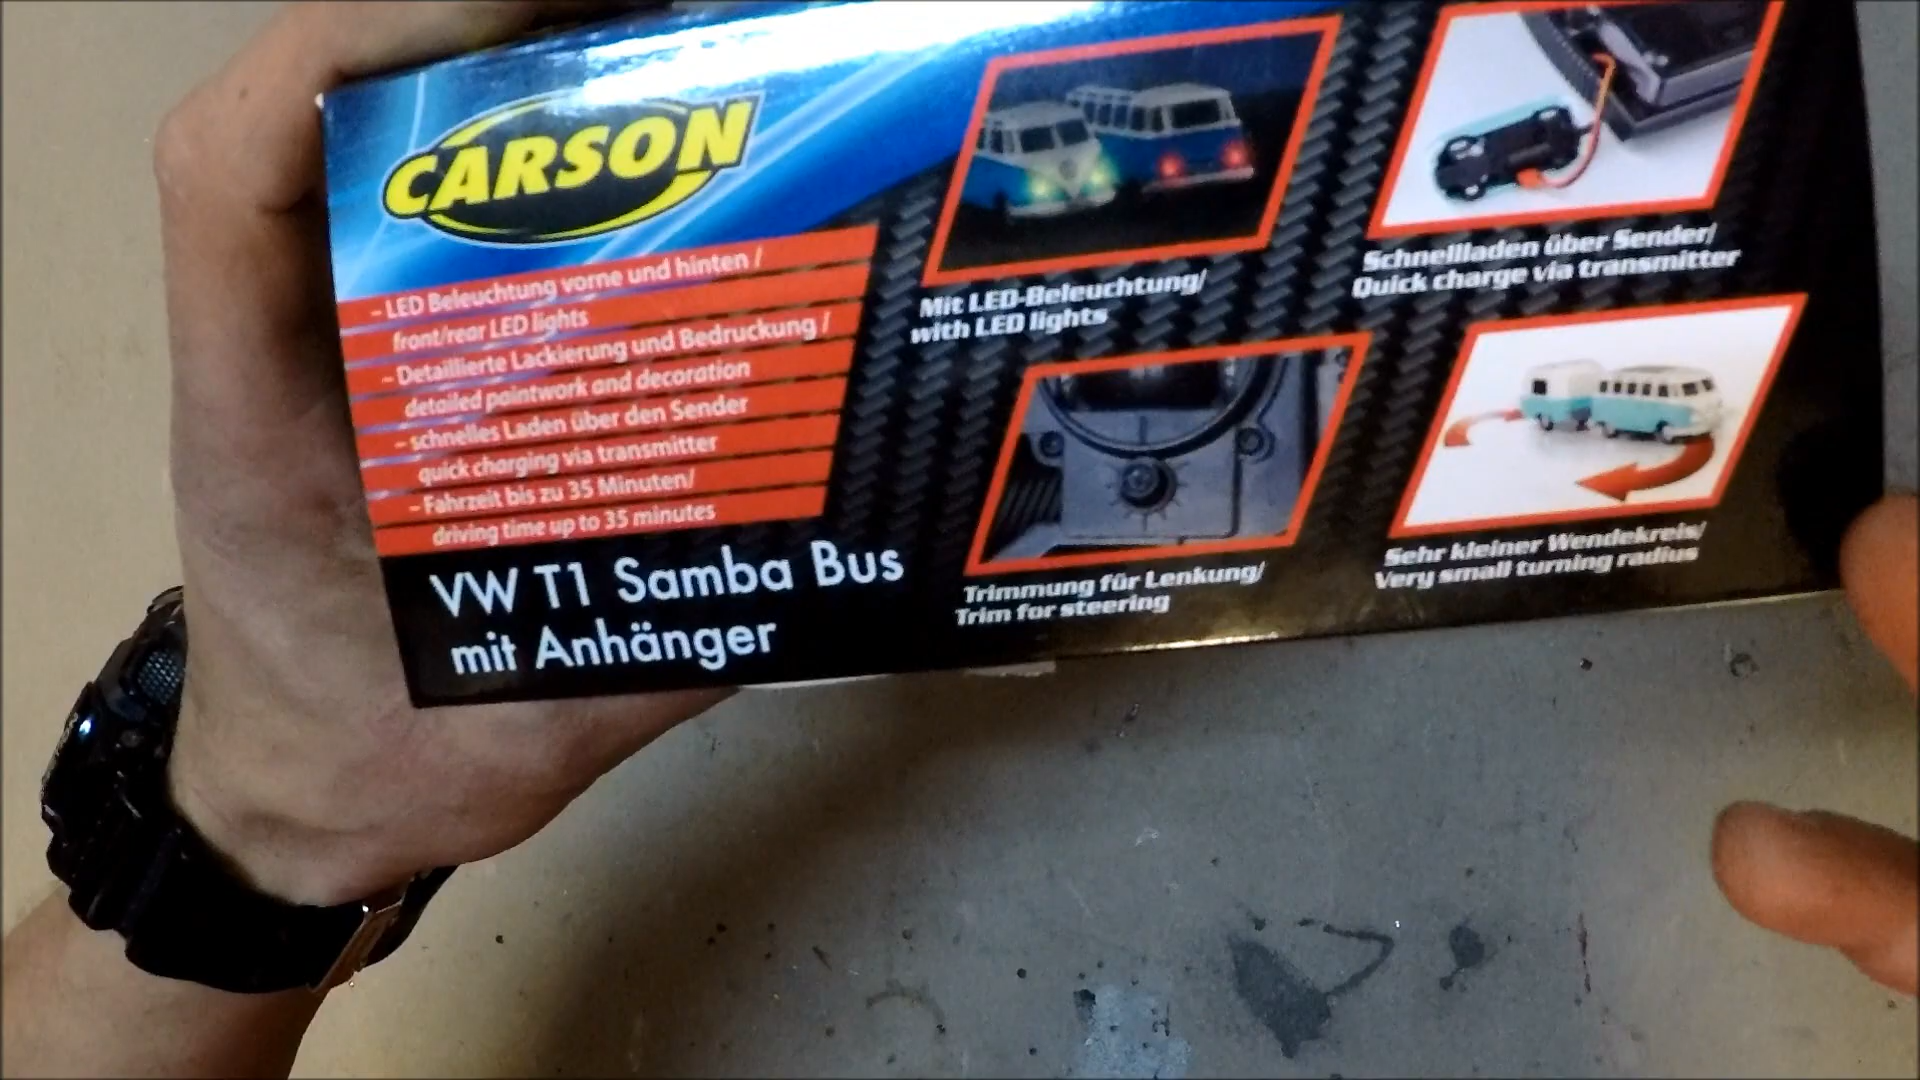 CARSON
- LED Beleuchtung vorne und hinten /
front/rear LED lights
- Detaillierte Lackierung und Bedruckung /
detailed paintwork and decoration
- schnelles Laden über den Sender
quick charging via transmitter
- Fahrzeit bis zu 35 Minuten/
driving time up to 35 minutes
VW T1 Samba Bus
mit Anhänger
Mit LED-Beleuchtung/
with LED lights
Schnellladen über Sender/
Quick charge via transmitter
Trimmung für Lenkung/
Trim for steering
Sehr kleiner Wendekreis/
Very small turning radius